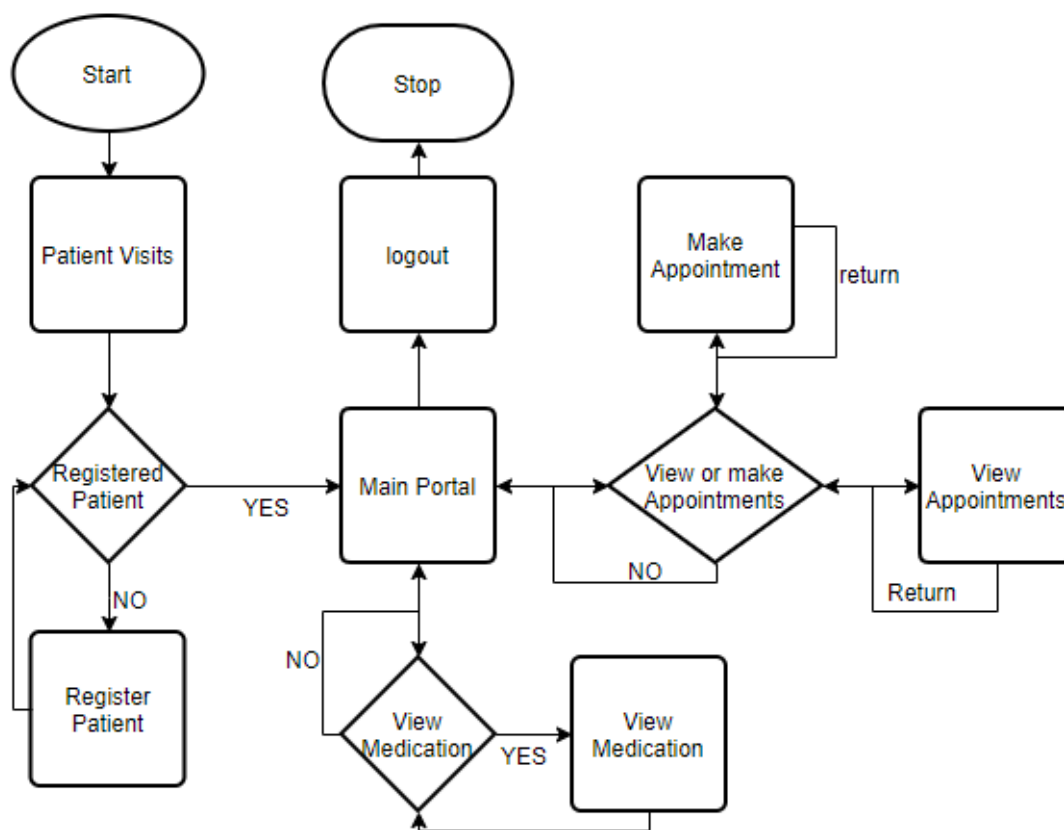 Start
Stop
Patient Visits
logout
Make
Appointment
return
Registered
Patient
YES
Main Portal
View or make
Appointments
View
Appointments
NO
Return
NO
Register
Patient
NO
View
Medication
YES
View
Medication